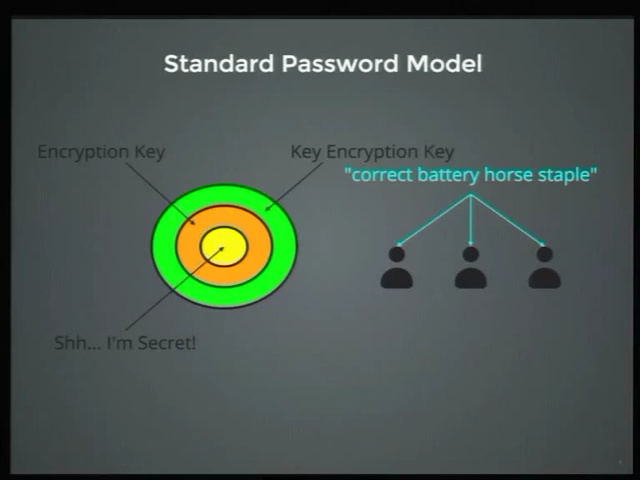 Standard Password Model
Encryption Key
Key Encryption Key
"correct battery horse staple"
Shh... I'm Secret!